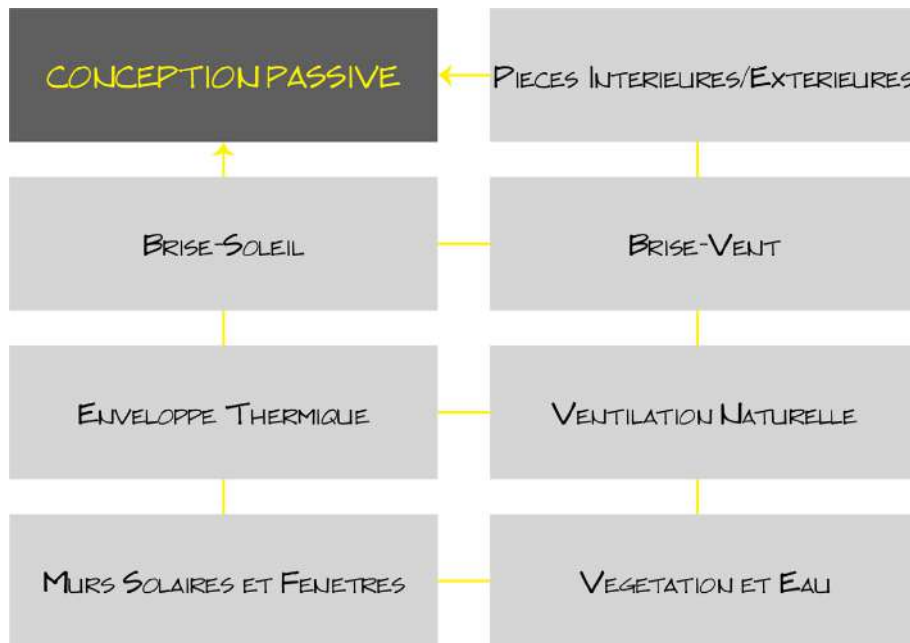 CONCEPTION PASSIVE
PIECES INTERIEURES/EXTERIEURES
BRISE-SOLEIL
BRISE-VENT
ENVELOPPE THERMIQUE
VENTILATION NATURELLE
MURS SOLAIRES ET FENETRES
VEGETATION ET EAU